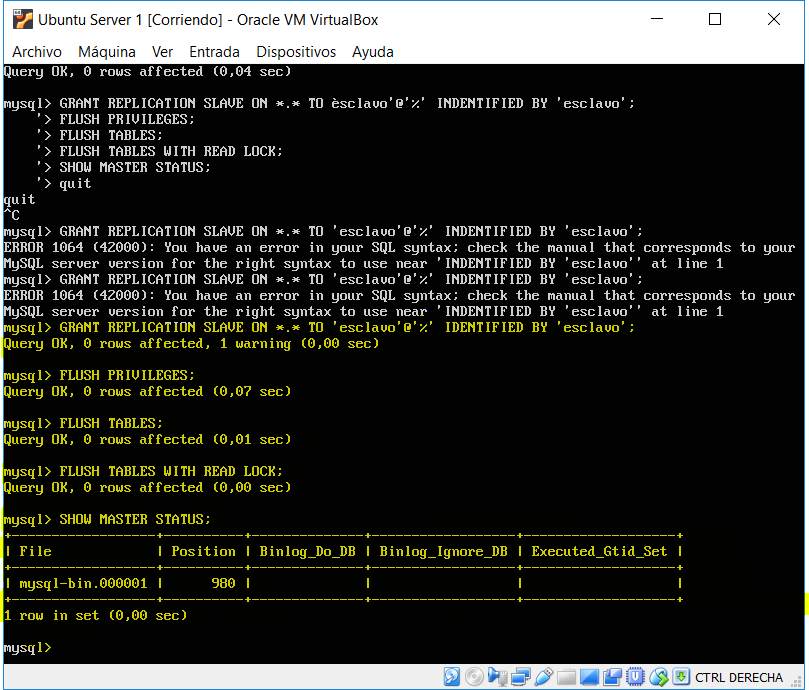 Ubuntu Server 1 [Corriendo] - Oracle VM VirtualBox
Archivo Máquina Ver Entrada Dispositivos Ayuda
Query OK, 0 rows affected (0,04 sec)
mysql> GRANT REPLICATION SLAVE ON *.* TO èsclavo'@'%' INDENTIFIED BY 'esclavo';
'> FLUSH PRIVILEGES;
'> FLUSH TABLES;
'> FLUSH TABLES WITH READ LOCK;
'> SHOW MASTER STATUS;
'> quit
quit
^C
mysql> GRANT REPLICATION SLAVE ON *.* TO 'esclavo'@'%' INDENTIFIED BY 'esclavo';
ERROR 1064 (42000): You have an error in your SQL syntax; check the manual that corresponds to your
MySQL server version for the right syntax to use near 'INDENTIFIED BY 'esclavo'' at line 1
mysql> GRANT REPLICATION SLAVE ON *.* TO 'esclavo'@'%' INDENTIFIED BY 'esclavo';
ERROR 1064 (42000): You have an error in your SQL syntax; check the manual that corresponds to your
MySQL server version for the right syntax to use near 'INDENTIFIED BY 'esclavo'' at line 1
mysql> GRANT REPLICATION SLAVE ON *.* TO 'esclavo'@'%' IDENTIFIED BY 'esclavo';
Query OK, 0 rows affected, 1 warning (0,00 sec)
mysql> FLUSH PRIVILEGES;
Query OK, 0 rows affected (0,07 sec)
mysql> FLUSH TABLES;
Query OK, 0 rows affected (0,01 sec)
mysql> FLUSH TABLES WITH READ LOCK;
Query OK, 0 rows affected (0,00 sec)
mysql> SHOW MASTER STATUS;
+------------------+----------+--------------+------------------+-------------------+
| File | Position | Binlog_Do_DB | Binlog_Ignore_DB | Executed_Gtid_Set |
+------------------+----------+--------------+------------------+-------------------+
| mysql-bin.000001 | 980 | | | |
+------------------+----------+--------------+------------------+-------------------+
1 row in set (0,00 sec)
mysql>
CTRL DERECHA